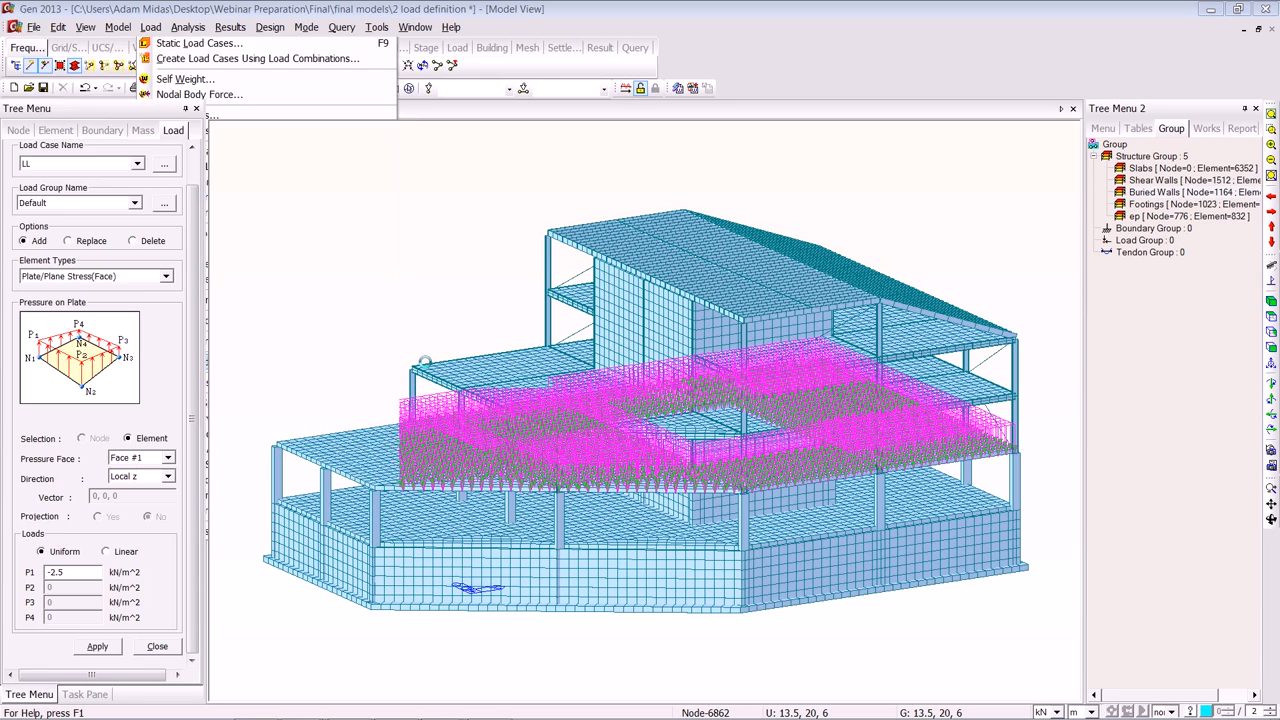 Gen 2013 - [C:\Users\Adam Midas\Desktop\Webinar Preparation\Final\final models\2 load definition *] - [Model View]
File Edit View Model Load Analysis Results Design Mode Query Tools Window Help
Frequ... Grid/S... UCS/
Static Load Cases... F9
Create Load Cases Using Load Combinations...
Self Weight...
Nodal Body Force...
Stage Load Building Mesh Settle... Result Query
Tree Menu
Node Element Boundary Mass Load
Load Case Name
LL ...
Load Group Name
Default ...
Options
Add Replace Delete
Element Types
Plate/Plane Stress(Face)
Pressure on Plate
P4
P1 P3
N4
N1 P2 N3
N2
Selection : Node Element
Pressure Face : Face #1
Direction : Local z
Vector : 0, 0, 0
Projection : Yes No
Loads
Uniform Linear
P1 -2.5 kN/m^2
P2 0 kN/m^2
P3 0 kN/m^2
P4 0 kN/m^2
Apply Close
Tree Menu Task Pane
Tree Menu 2
Menu Tables Group Works Report
Group
Structure Group : 5
Slabs [ Node=0 ; Element=6352 ]
Shear Walls [ Node=1512 ; Elem
Buried Walls [ Node=1164 ; Elem
Footings [ Node=1023 ; Element=
ep [ Node=776 ; Element=832 ]
Boundary Group : 0
Load Group : 0
Tendon Group : 0
For Help, press F1 Node-6862 U: 13.5, 20, 6 G: 13.5, 20, 6 kN m no / 2